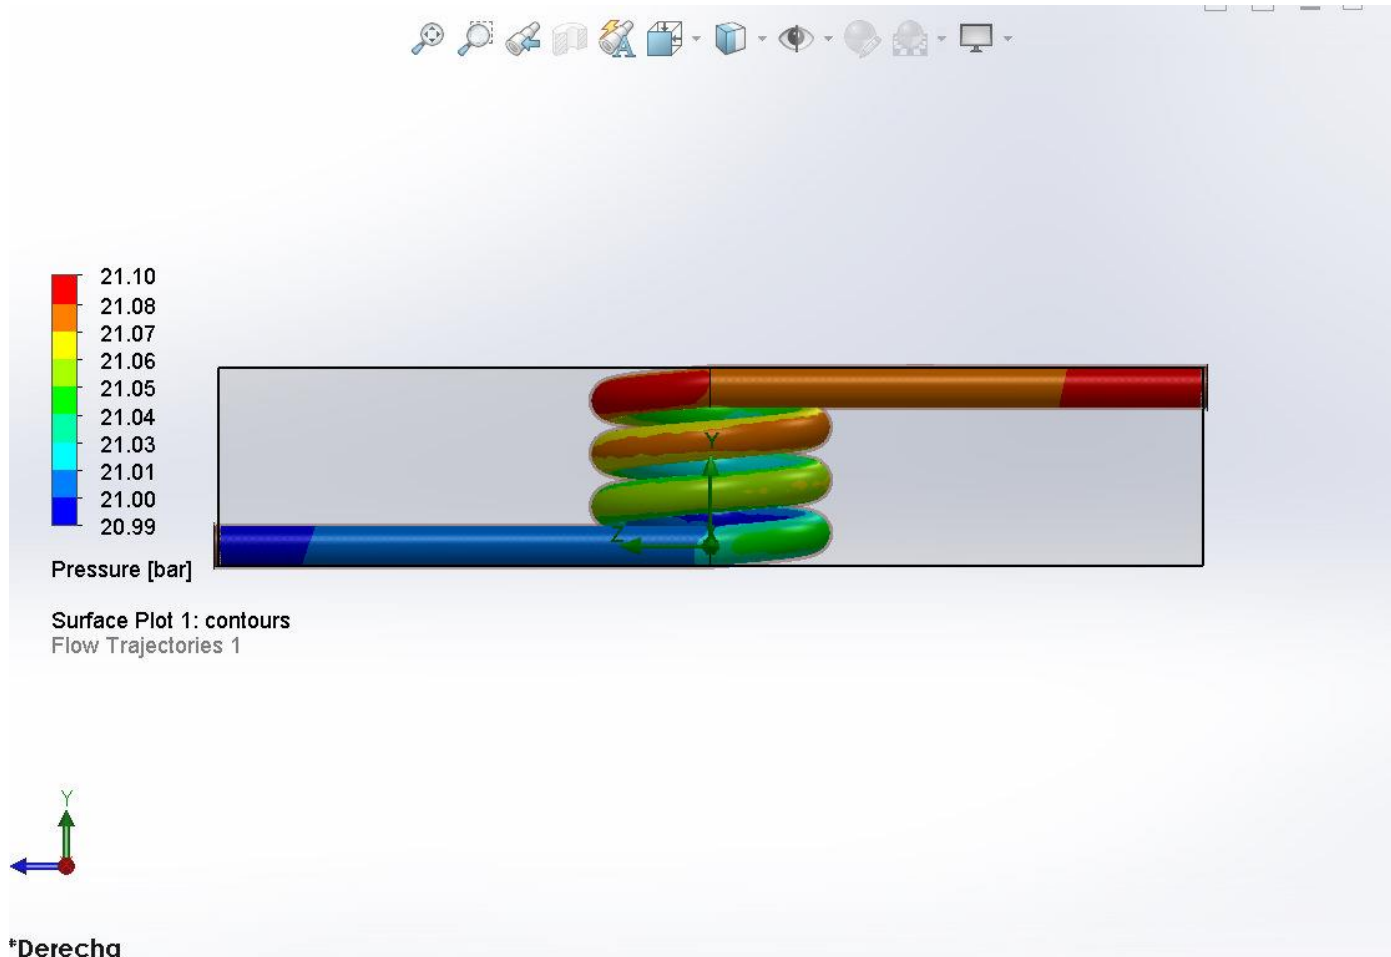 21.10
21.08
21.07
21.06
21.05
21.04
21.03
21.01
21.00
20.99
Pressure [bar]
Surface Plot 1: contours
Flow Trajectories 1
Y
Z
Y
*Derecha